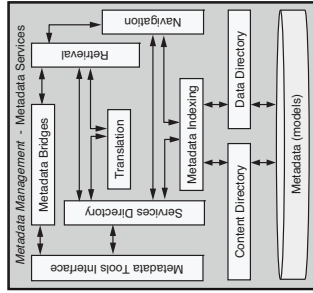 Metadata Management - Metadata Services
Metadata Tools Interface
Metadata Bridges
Retrieval
Navigation
Services Directory
Translation
Metadata Indexing
Content Directory
Data Directory
Metadata (models)